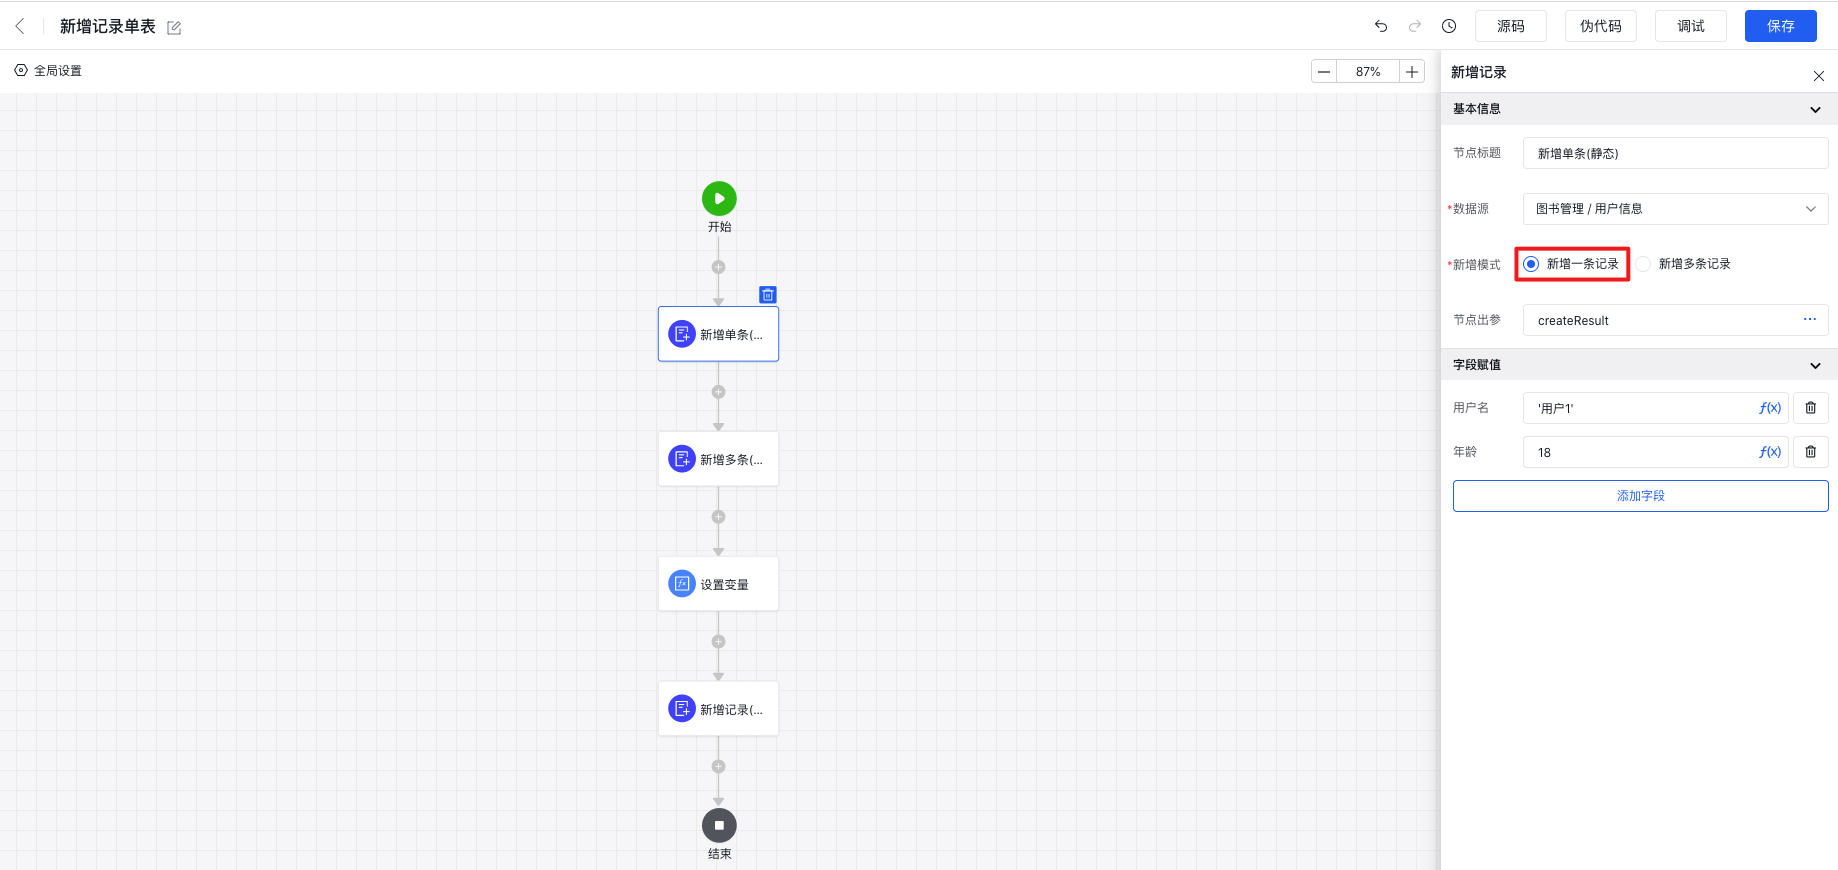 新增记录单表
源码
伪代码
调试
保存
全局设置
87%
开始
新增单条(...
新增多条(...
设置变量
新增记录(...
结束
新增记录
基本信息
节点标题
新增单条(静态)
*数据源
图书管理 / 用户信息
*新增模式
新增一条记录
新增多条记录
节点出参
createResult
字段赋值
用户名
'用户1'
f(x)
年龄
18
f(x)
添加字段